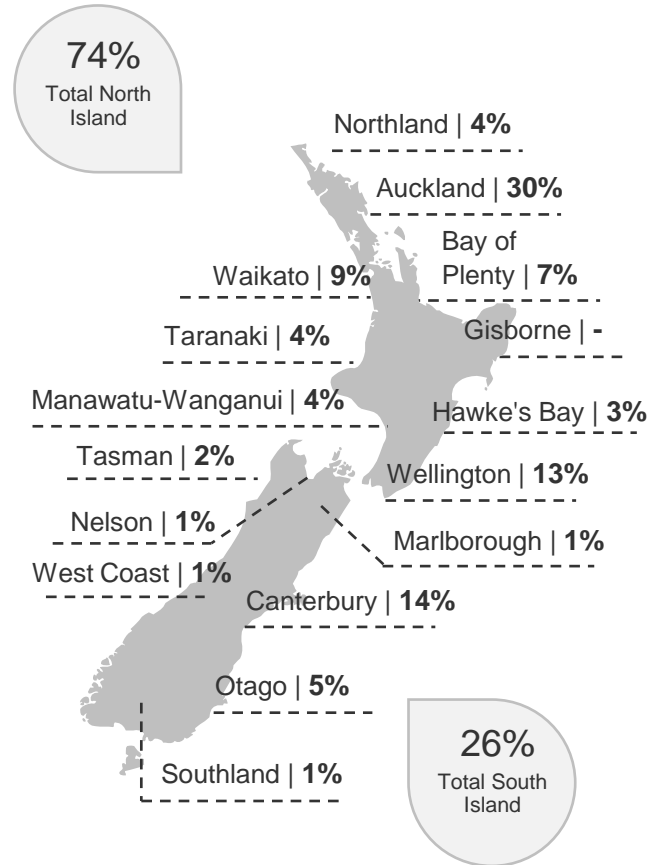 74%
Total North
Island
Northland | 4%
Auckland | 30%
Bay of
Plenty | 7%
Waikato | 9%
Gisborne | -
Taranaki | 4%
Manawatu-Wanganui | 4%
Hawke's Bay | 3%
Tasman | 2%
Wellington | 13%
Nelson | 1%
Marlborough | 1%
West Coast | 1%
Canterbury | 14%
Otago | 5%
26%
Total South
Island
Southland | 1%